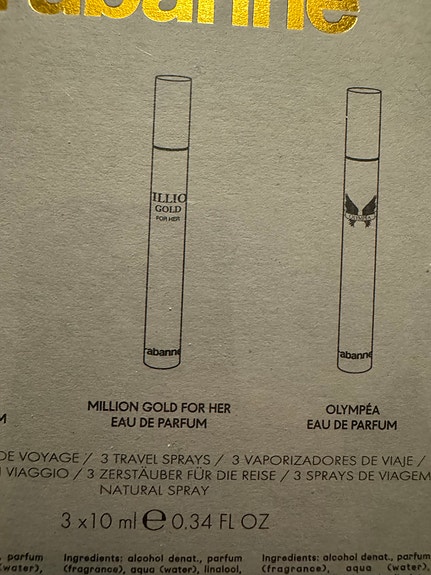 rabanne
ILLIO
GOLD
FOR HER
OLYMPÉA
rabanne
rabanne
MILLION GOLD FOR HER
EAU DE PARFUM
OLYMPÉA
EAU DE PARFUM
M
DE VOYAGE / 3 TRAVEL SPRAYS / 3 VAPORIZADORES DE VIAJE /
VIAGGIO / 3 ZERSTÄUBER FÜR DIE REISE / 3 SPRAYS DE VIAGEM
NATURAL SPRAY
3 x 10 ml ℮ 0,34 FL OZ
., parfum
(water),
Ingredients: alcohol denat., parfum
(fragrance), aqua (water), linalool,
Ingredients: alcohol denat., parfum
(fragrance), aqua (water),